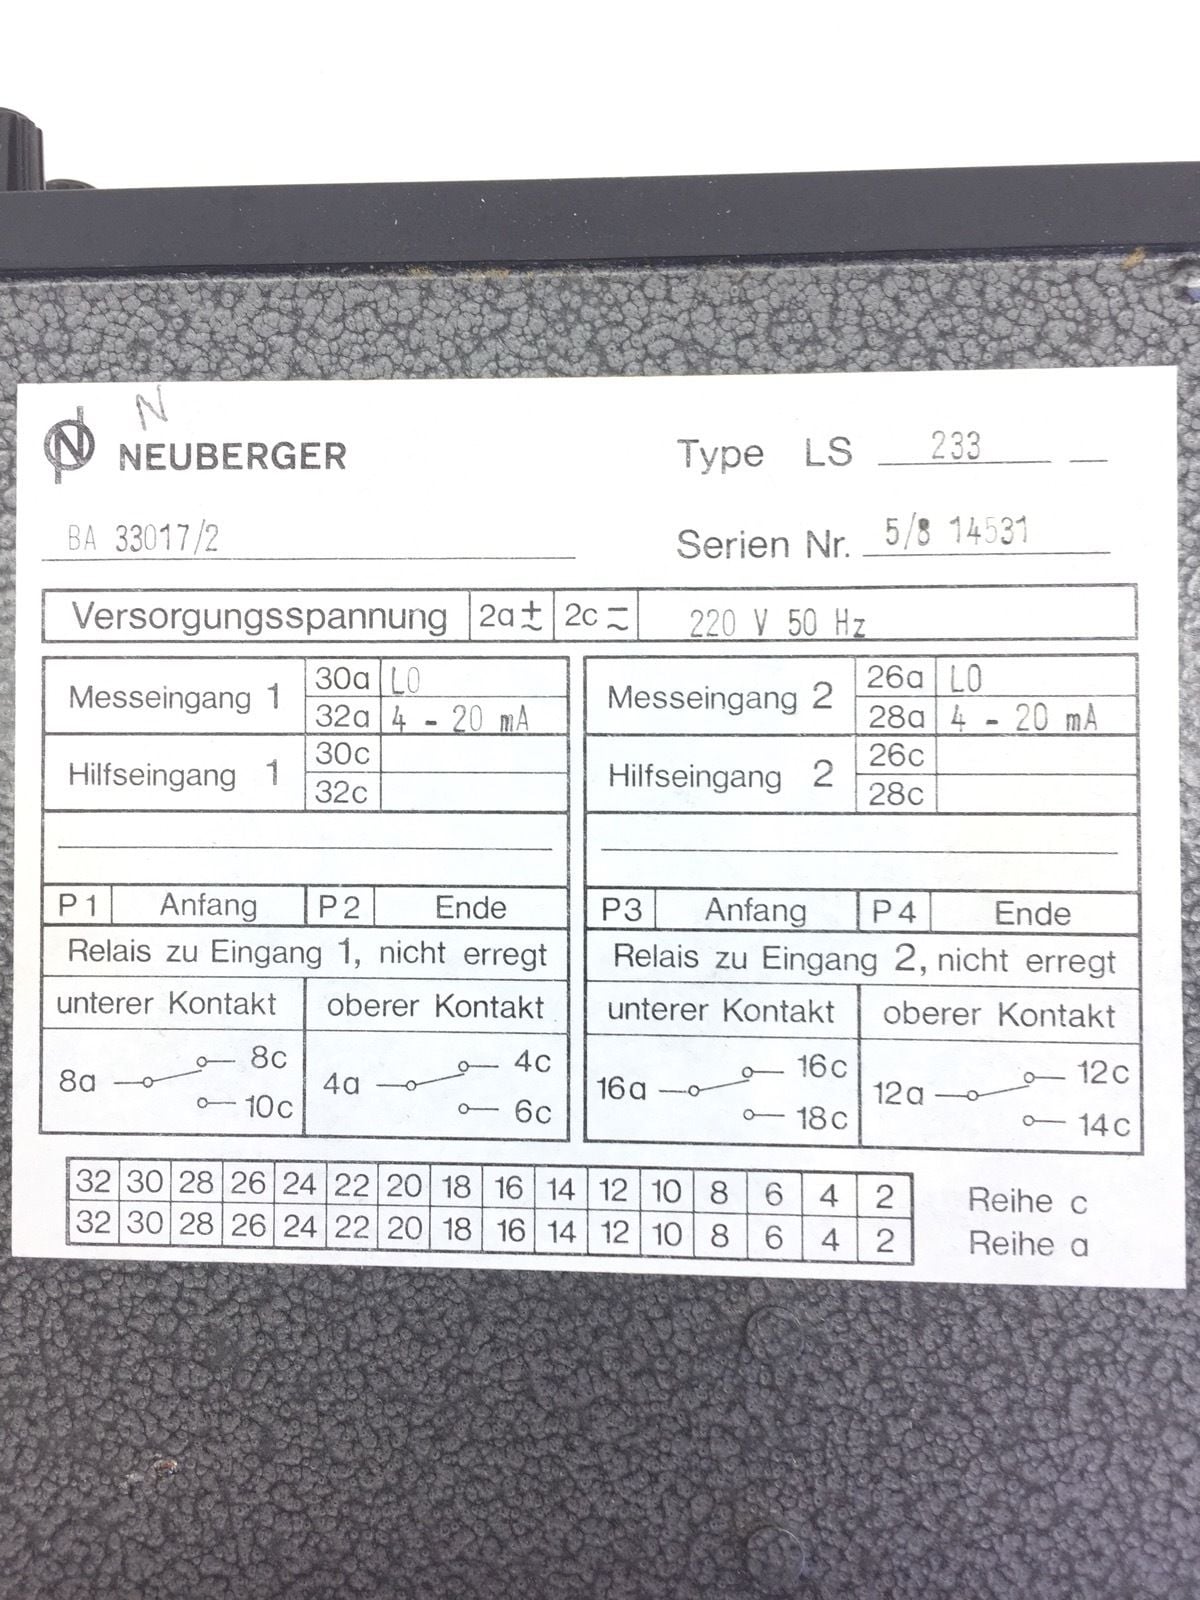 N
NEUBERGER
Type LS 233
BA 33017/2
Serien Nr. 5/8 14531
Versorgungsspannung 2a 2c 220 V 50 Hz
Messeingang 1 30a LO
32a 4 - 20 mA
Hilfseingang 1 30c
32c
Messeingang 2 26a LO
28a 4 - 20 mA
Hilfseingang 2 26c
28c
P1 Anfang P2 Ende
Relais zu Eingang 1, nicht erregt
unterer Kontakt oberer Kontakt
8a 8c 10c
4a 4c 6c
P3 Anfang P4 Ende
Relais zu Eingang 2, nicht erregt
unterer Kontakt oberer Kontakt
16a 16c 18c
12a 12c 14c
32 30 28 26 24 22 20 18 16 14 12 10 8 6 4 2 Reihe c
32 30 28 26 24 22 20 18 16 14 12 10 8 6 4 2 Reihe a